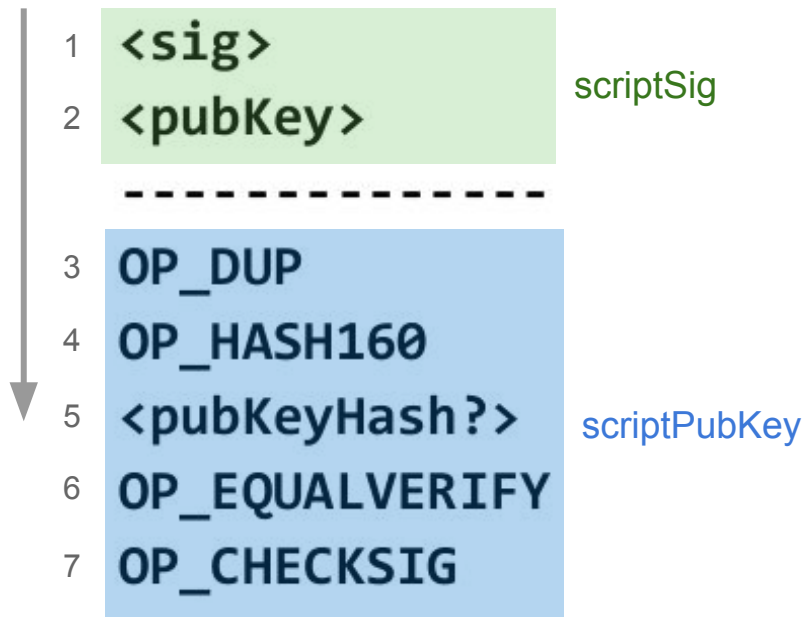 1 <sig>
scriptSig
2 <pubKey>
---------------
3 OP_DUP
4 OP_HASH160
5 <pubKeyHash?>
scriptPubKey
6 OP_EQUALVERIFY
7 OP_CHECKSIG